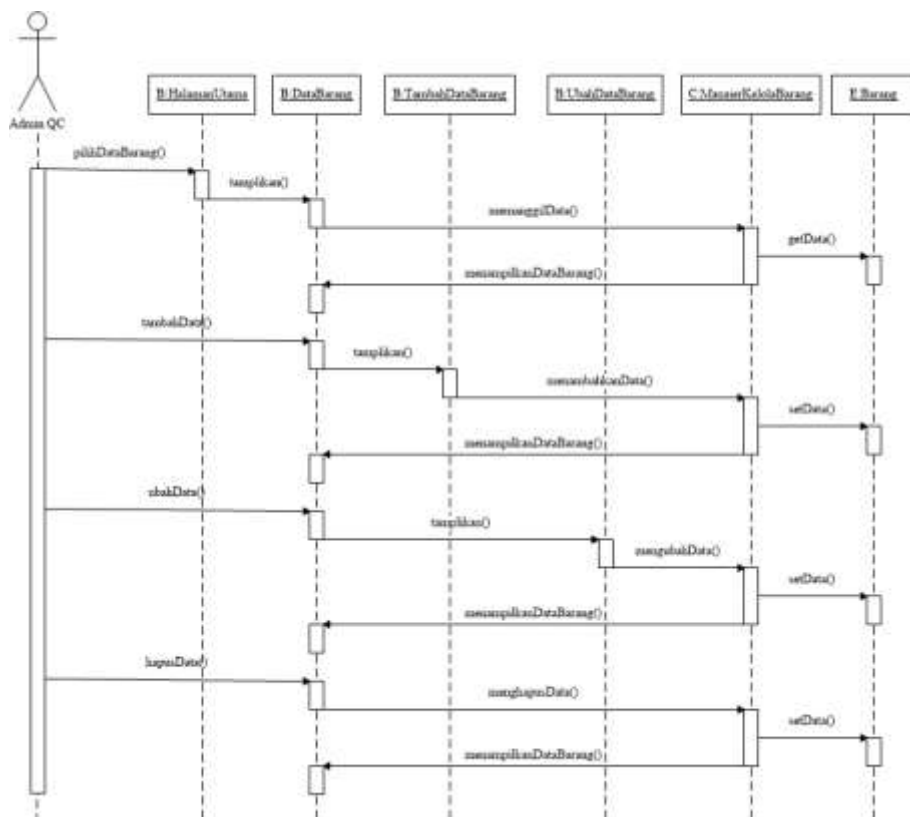 B:HalamanUtama
B:DataBarang
B:TambahDataBarang
B:UbahDataBarang
C:ManajerKelolaBarang
E:Barang
Admin QC
pilihDataBarang()
tampilkan()
memanggilData()
getData()
menampilkanDataBarang()
tambahData()
tampilkan()
menambahkanData()
setData()
menampilkanDataBarang()
ubahData()
tampilkan()
mengubahData()
setData()
menampilkanDataBarang()
hapusData()
menghapusData()
setData()
menampilkanDataBarang()